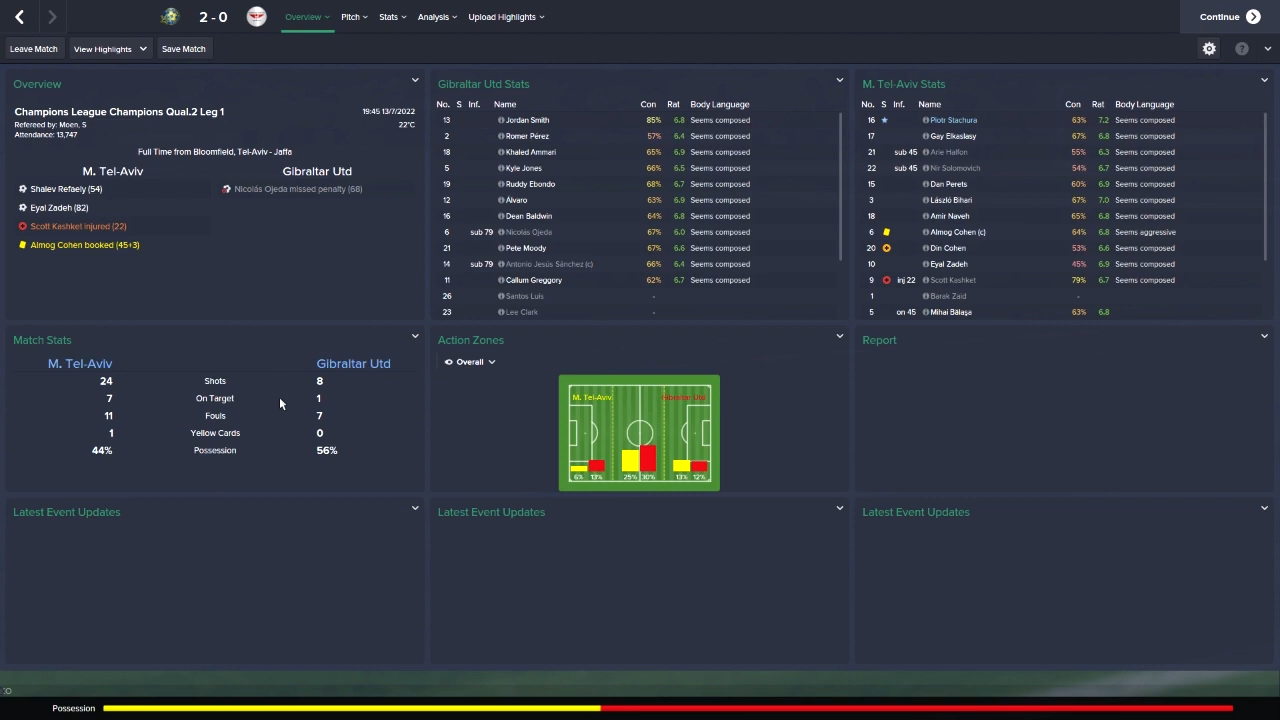 2 - 0
Overview
Pitch
Stats
Analysis
Upload Highlights
Continue
Leave Match
View Highlights
Save Match
Overview
Champions League Champions Qual.2 Leg 1
19:45 13/7/2022
Refereed by: Moen, S
22°C
Attendance: 13,747
Full Time from Bloomfield, Tel-Aviv - Jaffa
M. Tel-Aviv Gibraltar Utd
Shalev Refaely (54) Nicolás Ojeda missed penalty (68)
Eyal Zadeh (82)
Scott Kashket injured (22)
Almog Cohen booked (45+3)
Gibraltar Utd Stats
No. S Inf. Name Con Rat Body Language
13 Jordan Smith 85% 6.8 Seems composed
2 Romer Pérez 57% 6.4 Seems composed
18 Khaled Ammari 65% 6.9 Seems composed
5 Kyle Jones 66% 6.5 Seems composed
19 Ruddy Ebondo 68% 6.7 Seems composed
12 Álvaro 63% 6.9 Seems composed
16 Dean Baldwin 64% 6.8 Seems composed
6 sub 79 Nicolás Ojeda 67% 6.0 Seems composed
21 Pete Moody 67% 6.6 Seems composed
14 sub 79 Antonio Jesús Sánchez (c) 66% 6.4 Seems composed
11 Callum Greggory 62% 6.7 Seems composed
26 Santos Luis -
23 Lee Clark -
M. Tel-Aviv Stats
No. S Inf. Name Con Rat Body Language
16 Piotr Stachura 63% 7.2 Seems composed
17 Gay Elkaslasy 67% 6.8 Seems composed
21 sub 45 Arie Halfon 55% 6.3 Seems composed
22 sub 45 Nir Solomovich 54% 6.7 Seems composed
15 Dan Perets 60% 6.9 Seems composed
3 László Bihari 67% 7.0 Seems composed
18 Amir Naveh 65% 6.8 Seems composed
6 Almog Cohen (c) 64% 6.8 Seems aggressive
20 Din Cohen 53% 6.6 Seems composed
10 Eyal Zadeh 45% 6.9 Seems composed
9 inj 22 Scott Kashket 79% 6.7 Seems composed
1 Barak Zaid -
5 on 45 Mihai Bălaşa 63% 6.8
Match Stats
M. Tel-Aviv Gibraltar Utd
24 Shots 8
7 On Target 1
11 Fouls 7
1 Yellow Cards 0
44% Possession 56%
Action Zones
Overall
M. Tel-Aviv Gibraltar Utd
6% 13% 25% 30% 13% 12%
Report
Latest Event Updates
Latest Event Updates
Latest Event Updates
Possession